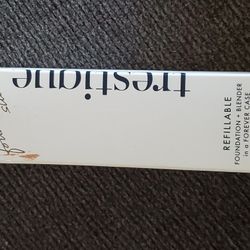 trestique
REFILLABLE
FOUNDATION + BLENDER
in a FOREVER CASE